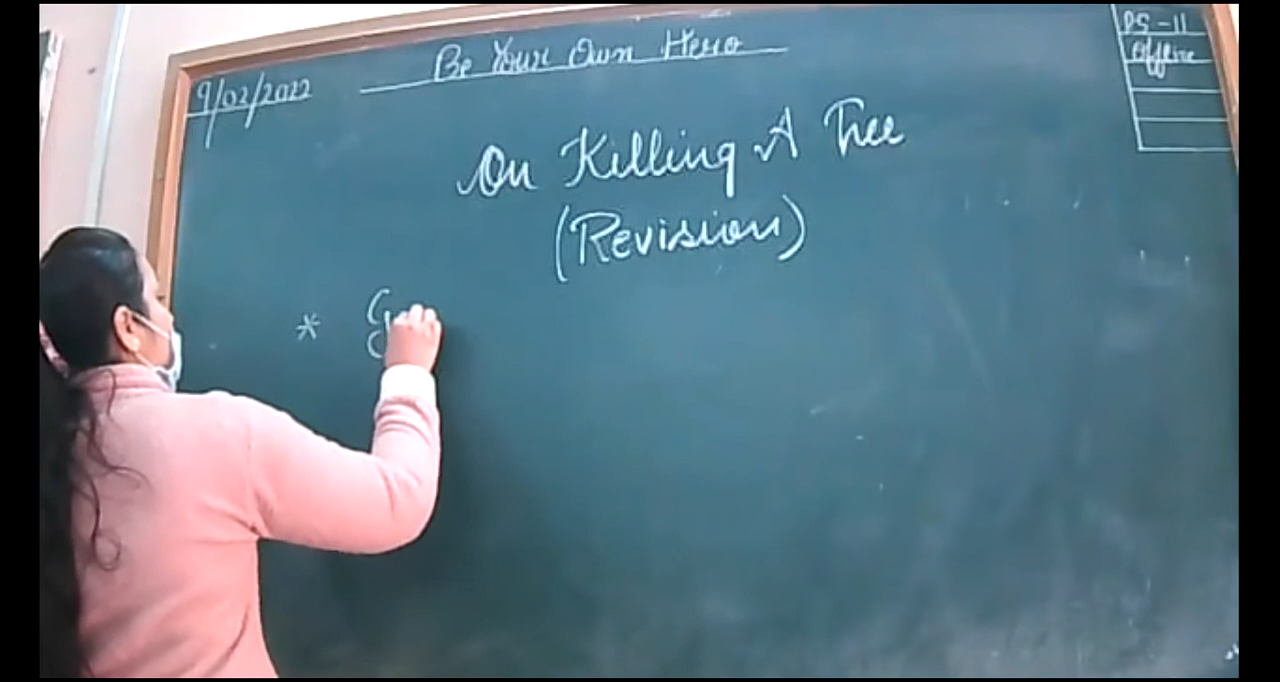 Be Your Own Hero
9/02/2022
PS-11
Offline
On Killing A Tree
(Revision)
*